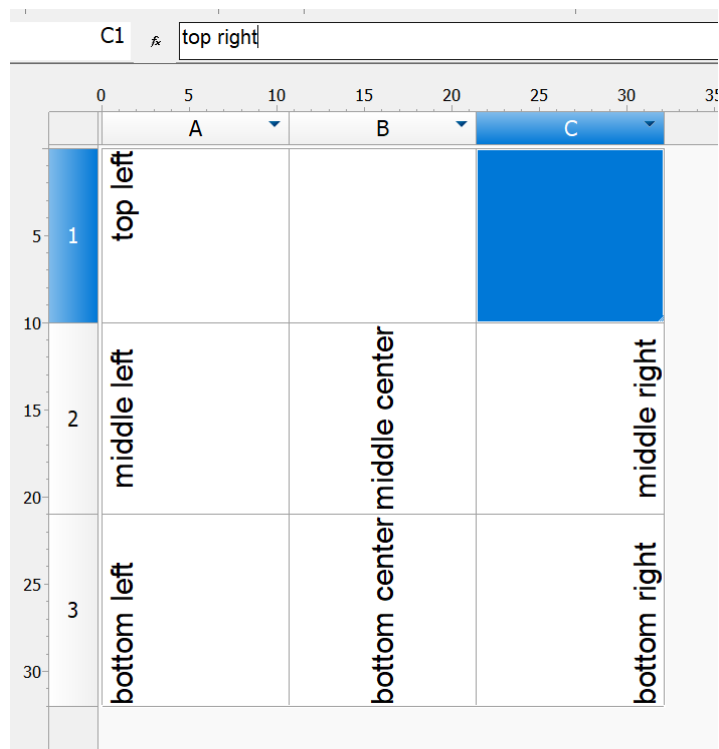 C1 fx top right
0 5 10 15 20 25 30 35
A B C
1
2
3
5
10
15
20
25
30
top left
middle left
middle center
middle right
bottom left
bottom center
bottom right